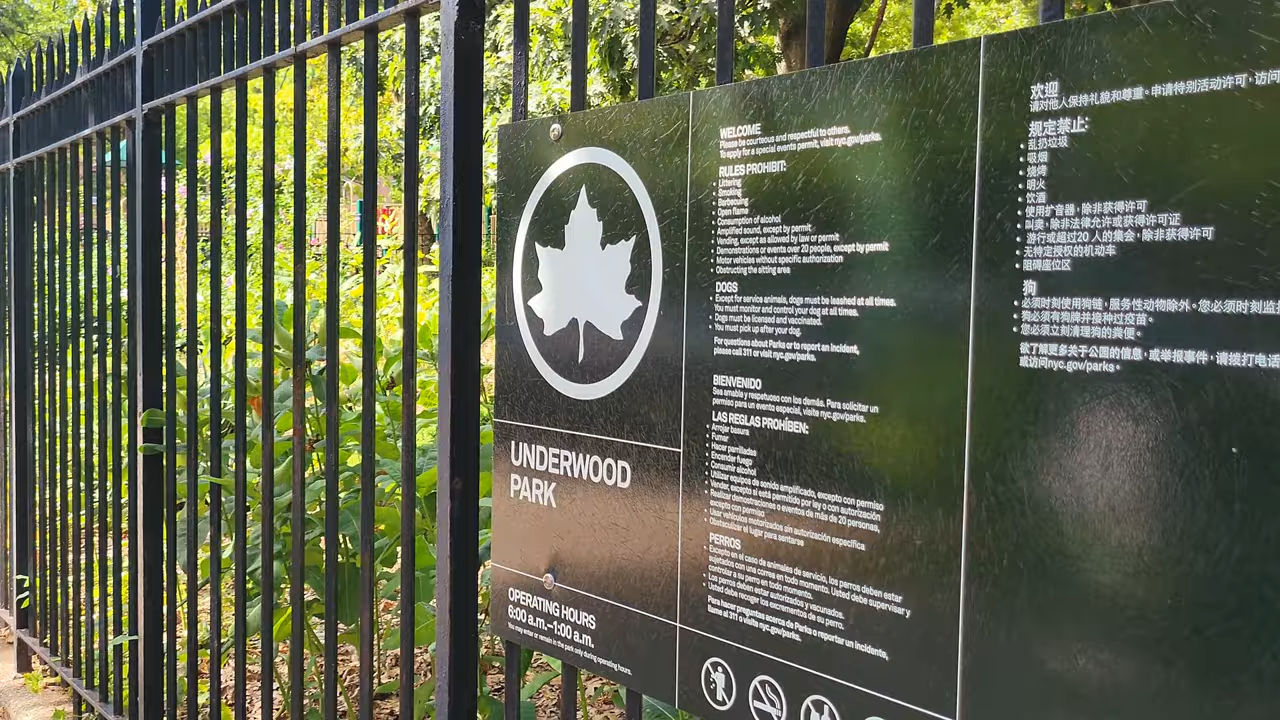 UNDERWOOD
PARK
OPERATING HOURS
6:00 a.m.–1:00 a.m.
You may enter or remain in the park only during operating hours.
WELCOME
Please be courteous and respectful to others.
To apply for a special events permit, visit nyc.gov/parks.
RULES PROHIBIT:
• Littering
• Smoking
• Barbecuing
• Open flame
• Consumption of alcohol
• Amplified sound, except by permit
• Vending, except as allowed by law or permit
• Demonstrations or events over 20 people, except by permit
• Motor vehicles without specific authorization
• Obstructing the sitting area
DOGS
• Except for service animals, dogs must be leashed at all times.
• You must monitor and control your dog at all times.
• Dogs must be licensed and vaccinated.
• You must pick up after your dog.
For questions about Parks or to report an incident,
please call 311 or visit nyc.gov/parks.
BIENVENIDO
Sea amable y respetuoso con los demás. Para solicitar un
permiso para un evento especial, visite nyc.gov/parks.
LAS REGLAS PROHÍBEN:
• Arrojar basura
• Fumar
• Hacer parrilladas
• Encender fuego
• Consumir alcohol
• Utilizar equipos de sonido amplificado, excepto con permiso
• Vender, excepto si está permitido por ley o con autorización
• Realizar demostraciones o eventos de más de 20 personas,
excepto con permiso
• Usar vehículos motorizados sin autorización específica
• Obstaculizar el lugar para sentarse
PERROS
• Excepto en el caso de animales de servicio, los perros deben estar
sujetados con una correa en todo momento. Usted debe supervisar y
controlar a su perro en todo momento.
• Los perros deben estar autorizados y vacunados.
• Usted debe recoger los excrementos de su perro.
Para hacer preguntas acerca de Parks o reportar un incidente,
llame al 311 o visite nyc.gov/parks.
欢迎
请对他人保持礼貌和尊重。申请特别活动许可，访问
规定禁止：
• 乱扔垃圾
• 吸烟
• 烧烤
• 明火
• 饮酒
• 使用扩音器，除非获得许可
• 叫卖，除非法律允许或获得许可证
• 游行或超过20 人的集会，除非获得许可
• 无特定授权的机动车
• 阻碍座位区
狗
• 必须时刻使用狗链，服务性动物除外。您必须时刻监
• 狗必须有狗牌并接种过疫苗。
• 您必须立刻清理狗的粪便。
欲了解更多关于公园的信息，或举报事件，请拨打电话
或访问nyc.gov/parks。